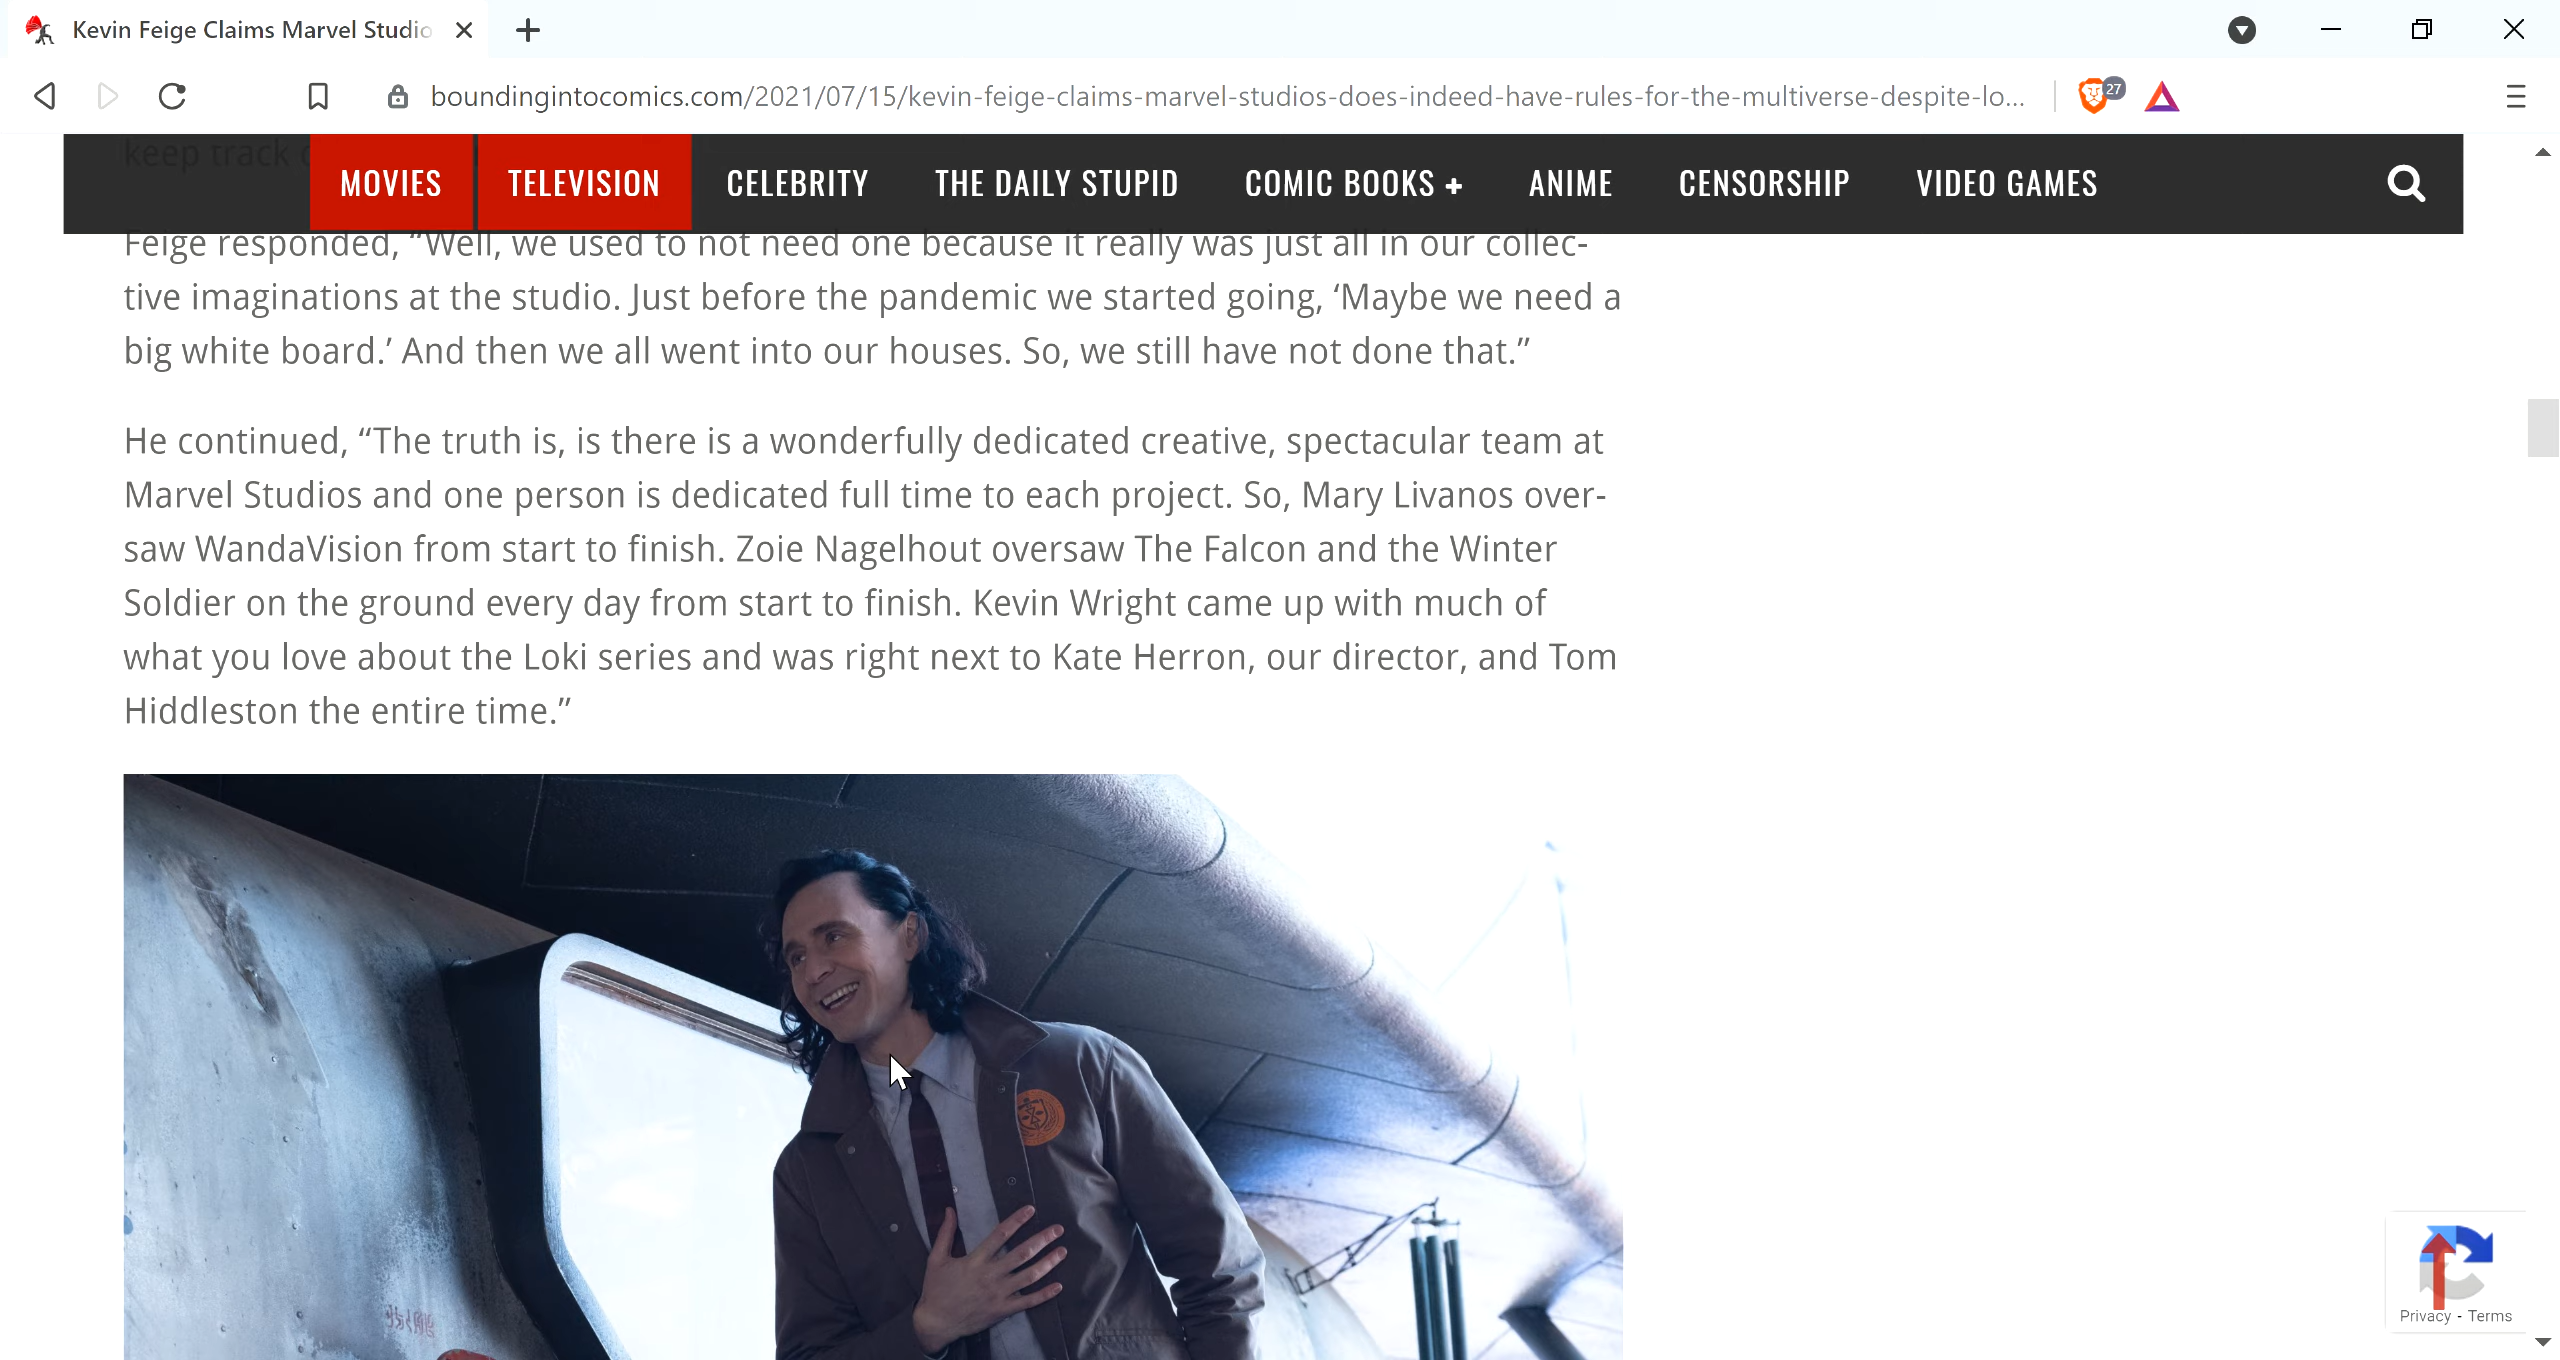 Kevin Feige Claims Marvel Studio
boundingintocomics.com/2021/07/15/kevin-feige-claims-marvel-studios-does-indeed-have-rules-for-the-multiverse-despite-lo...
27
keep track
MOVIES TELEVISION CELEBRITY THE DAILY STUPID COMIC BOOKS + ANIME CENSORSHIP VIDEO GAMES
Feige responded, “Well, we used to not need one because it really was just all in our collec-
tive imaginations at the studio. Just before the pandemic we started going, ‘Maybe we need a
big white board.’ And then we all went into our houses. So, we still have not done that.”
He continued, “The truth is, is there is a wonderfully dedicated creative, spectacular team at
Marvel Studios and one person is dedicated full time to each project. So, Mary Livanos over-
saw WandaVision from start to finish. Zoie Nagelhout oversaw The Falcon and the Winter
Soldier on the ground every day from start to finish. Kevin Wright came up with much of
what you love about the Loki series and was right next to Kate Herron, our director, and Tom
Hiddleston the entire time.”
Privacy - Terms